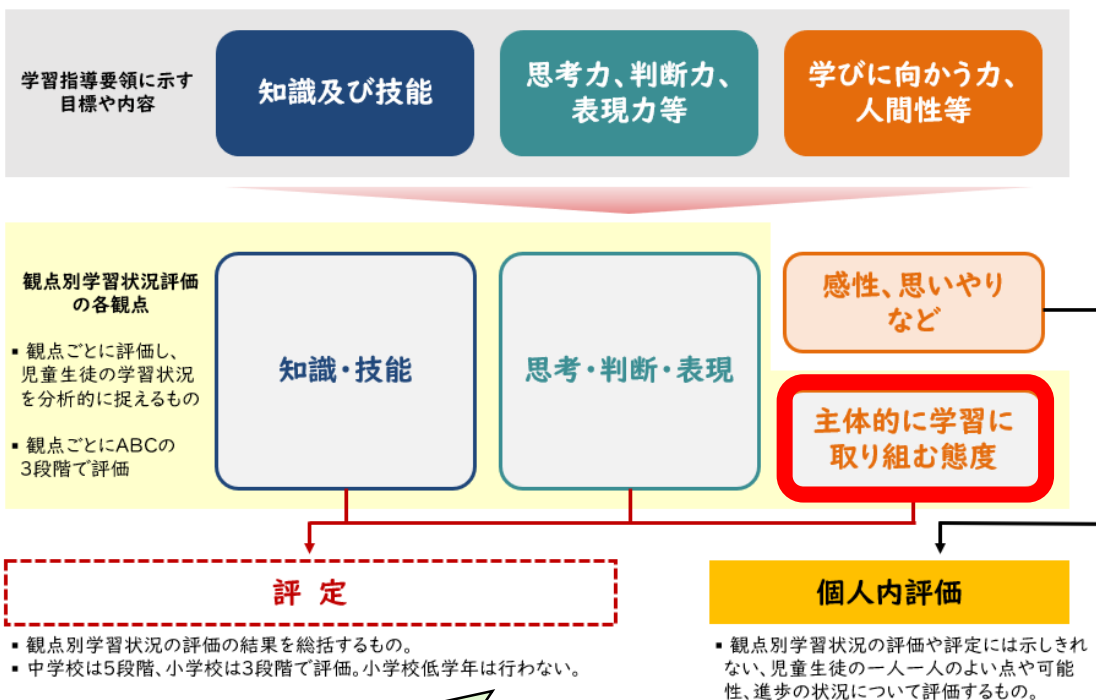 学習指導要領に示す
目標や内容
知識及び技能
思考力、判断力、
表現力等
学びに向かう力、
人間性等
観点別学習状況評価
の各観点
▪ 観点ごとに評価し、
児童生徒の学習状況
を分析的に捉えるもの
▪ 観点ごとにABCの
3段階で評価
知識・技能
思考・判断・表現
感性、思いやり
など
主体的に学習に
取り組む態度
評 定
▪ 観点別学習状況の評価の結果を総括するもの。
▪ 中学校は5段階、小学校は3段階で評価。小学校低学年は行わない。
個人内評価
▪ 観点別学習状況の評価や評定には示しきれ
ない、児童生徒の一人一人のよい点や可能
性、進歩の状況について評価するもの。